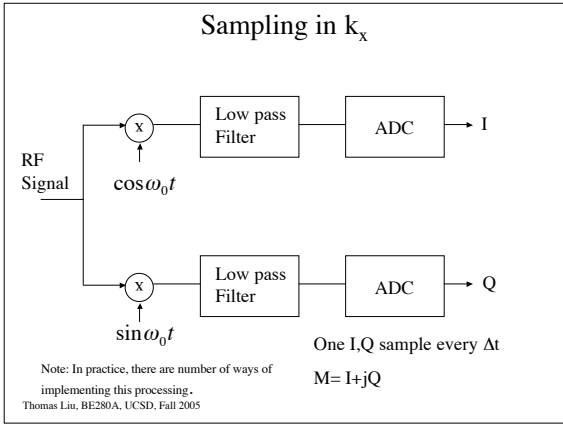 Sampling in kx
x
Low pass
Filter
ADC
I
RF
Signal
cosω0t
x
Low pass
Filter
ADC
Q
sinω0t
One I,Q sample every Δt
M= I+jQ
Note: In practice, there are number of ways of
implementing this processing.
Thomas Liu, BE280A, UCSD, Fall 2005